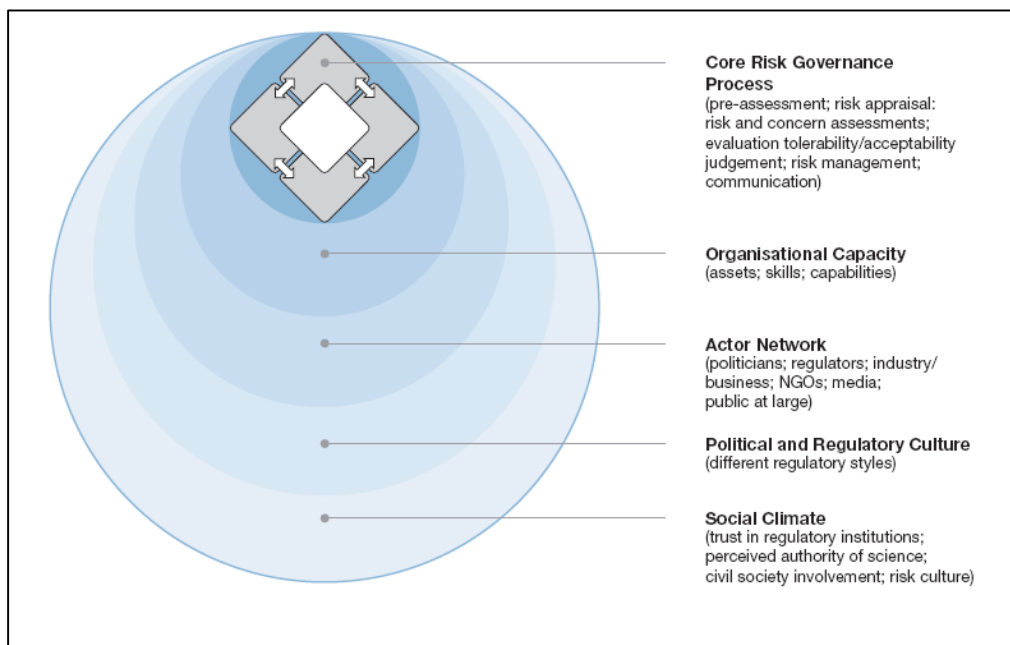 Core Risk Governance
Process
(pre-assessment; risk appraisal:
risk and concern assessments;
evaluation tolerability/acceptability
judgement; risk management;
communication)
Organisational Capacity
(assets; skills; capabilities)
Actor Network
(politicians; regulators; industry/
business; NGOs; media;
public at large)
Political and Regulatory Culture
(different regulatory styles)
Social Climate
(trust in regulatory institutions;
perceived authority of science;
civil society involvement; risk culture)